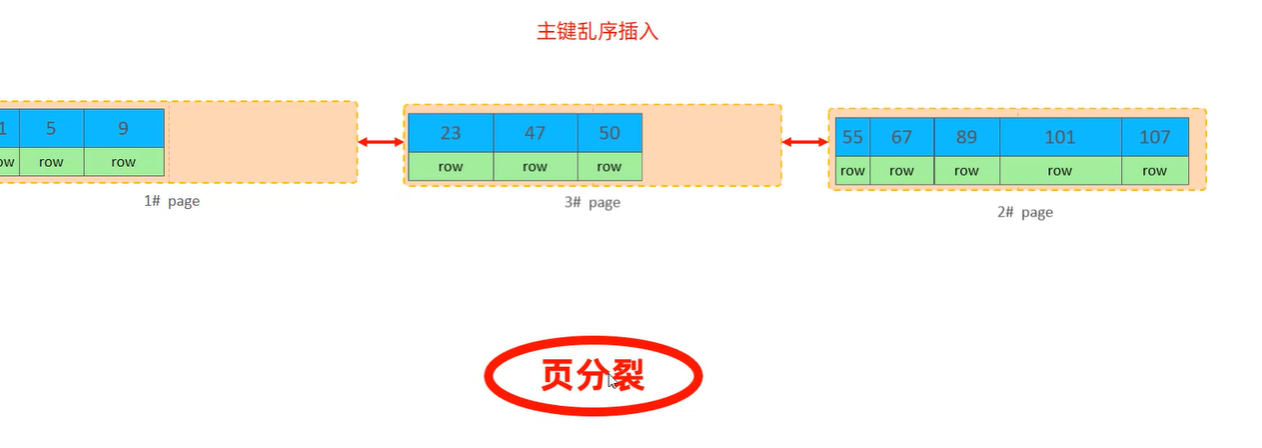 主键乱序插入
1 5 9
row row
1# page
23 47 50
row row row
3# page
55 67 89 101 107
row row row row row
2# page
页分裂